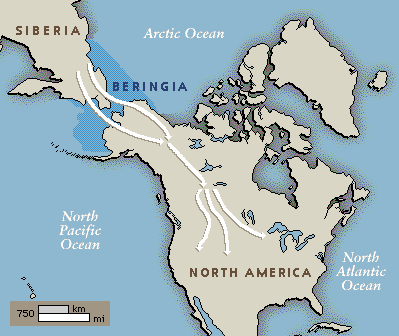 SIBERIA
Arctic Ocean
BERINGIA
North
Pacific
Ocean
North
Atlantic
Ocean
NORTH AMERICA
750
km
mi